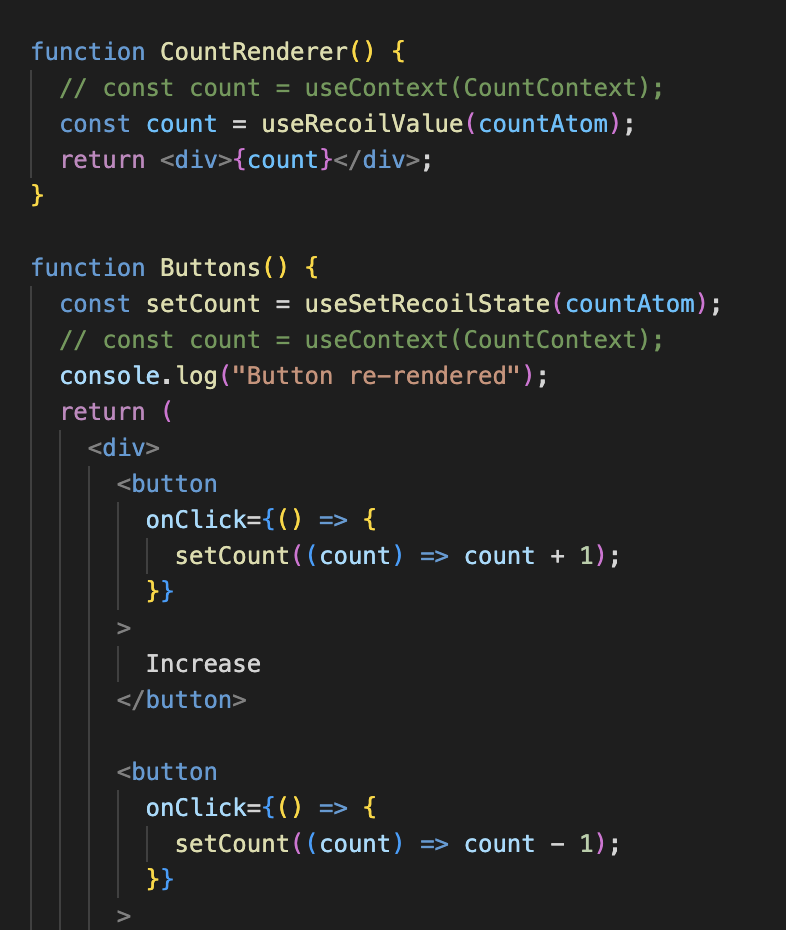 function CountRenderer() {
  // const count = useContext(CountContext);
  const count = useRecoilValue(countAtom);
  return <div>{count}</div>;
}

function Buttons() {
  const setCount = useSetRecoilState(countAtom);
  // const count = useContext(CountContext);
  console.log("Button re-rendered");
  return (
    <div>
      <button
        onClick={() => {
          setCount((count) => count + 1);
        }}
      >
        Increase
      </button>

      <button
        onClick={() => {
          setCount((count) => count - 1);
        }}
      >